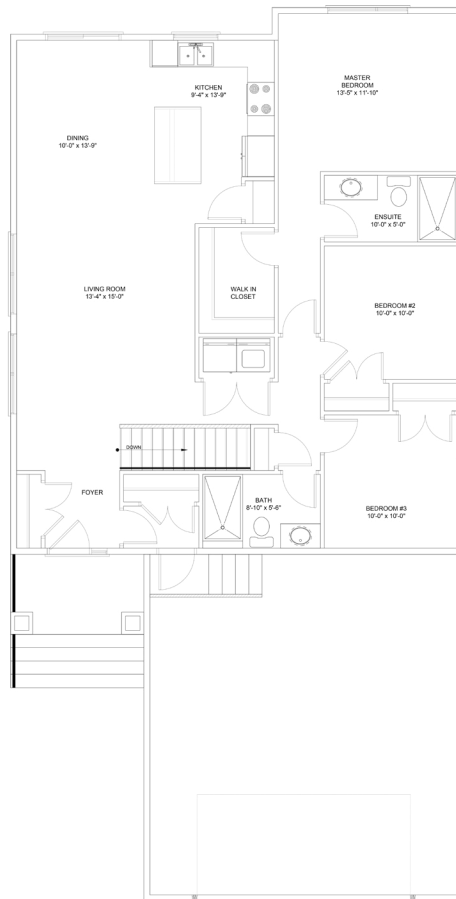 MASTER
BEDROOM
13'-5" x 11'-10"
KITCHEN
9'-4" x 13'-9"
DINING
10'-0" x 13'-9"
ENSUITE
10'-0" x 5'-0"
LIVING ROOM
13'-4" x 15'-0"
WALK IN
CLOSET
BEDROOM #2
10'-0" x 10'-0"
DOWN
FOYER
BATH
8'-10" x 5'-6"
BEDROOM #3
10'-0" x 10'-0"